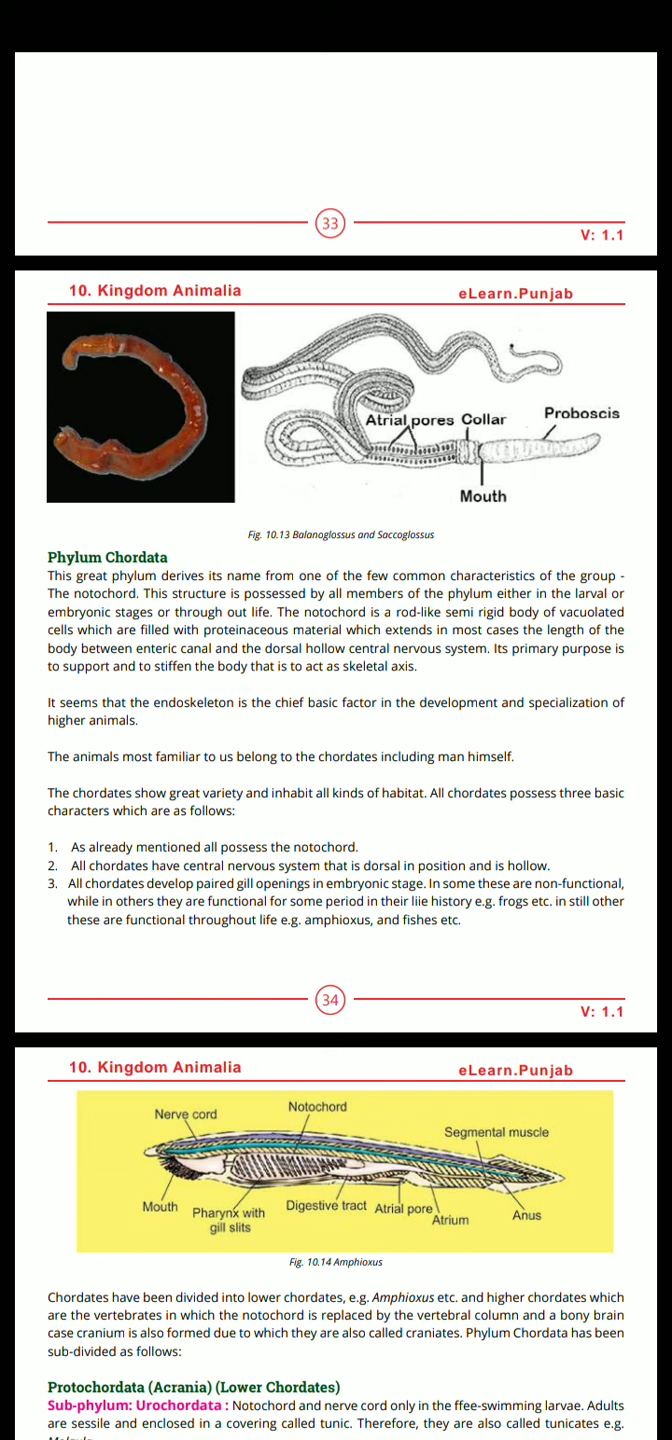 33
V: 1.1
10. Kingdom Animalia
eLearn.Punjab
Atrial pores
Collar
Proboscis
Mouth
Fig. 10.13 Balanoglossus and Saccoglossus
Phylum Chordata
This great phylum derives its name from one of the few common characteristics of the group -
The notochord. This structure is possessed by all members of the phylum either in the larval or
embryonic stages or through out life. The notochord is a rod-like semi rigid body of vacuolated
cells which are filled with proteinaceous material which extends in most cases the length of the
body between enteric canal and the dorsal hollow central nervous system. Its primary purpose is
to support and to stiffen the body that is to act as skeletal axis.
It seems that the endoskeleton is the chief basic factor in the development and specialization of
higher animals.
The animals most familiar to us belong to the chordates including man himself.
The chordates show great variety and inhabit all kinds of habitat. All chordates possess three basic
characters which are as follows:
1. As already mentioned all possess the notochord.
2. All chordates have central nervous system that is dorsal in position and is hollow.
3. All chordates develop paired gill openings in embryonic stage. In some these are non-functional,
while in others they are functional for some period in their liie history e.g. frogs etc. in still other
these are functional throughout life e.g. amphioxus, and fishes etc.
34
V: 1.1
10. Kingdom Animalia
eLearn.Punjab
Nerve cord
Notochord
Segmental muscle
Mouth
Pharynx with
gill slits
Digestive tract
Atrial pore
Atrium
Anus
Fig. 10.14 Amphioxus
Chordates have been divided into lower chordates, e.g. Amphioxus etc. and higher chordates which
are the vertebrates in which the notochord is replaced by the vertebral column and a bony brain
case cranium is also formed due to which they are also called craniates. Phylum Chordata has been
sub-divided as follows:
Protochordata (Acrania) (Lower Chordates)
Sub-phylum: Urochordata : Notochord and nerve cord only in the ffee-swimming larvae. Adults
are sessile and enclosed in a covering called tunic. Therefore, they are also called tunicates e.g.